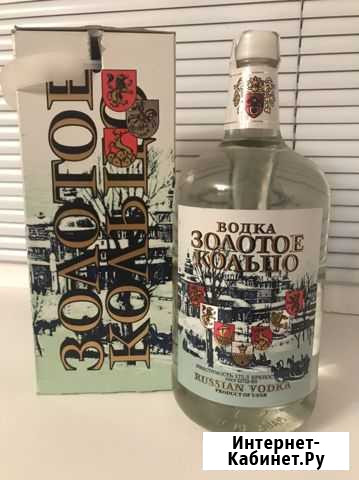 ЗОЛОТОЕ
КОЛЬЦО
ВОДКА
ЗОЛОТОЕ
КОЛЬЦО
RUSSIAN VODKA
PRODUCT OF USSR
Интернет-
Кабинет.Ру